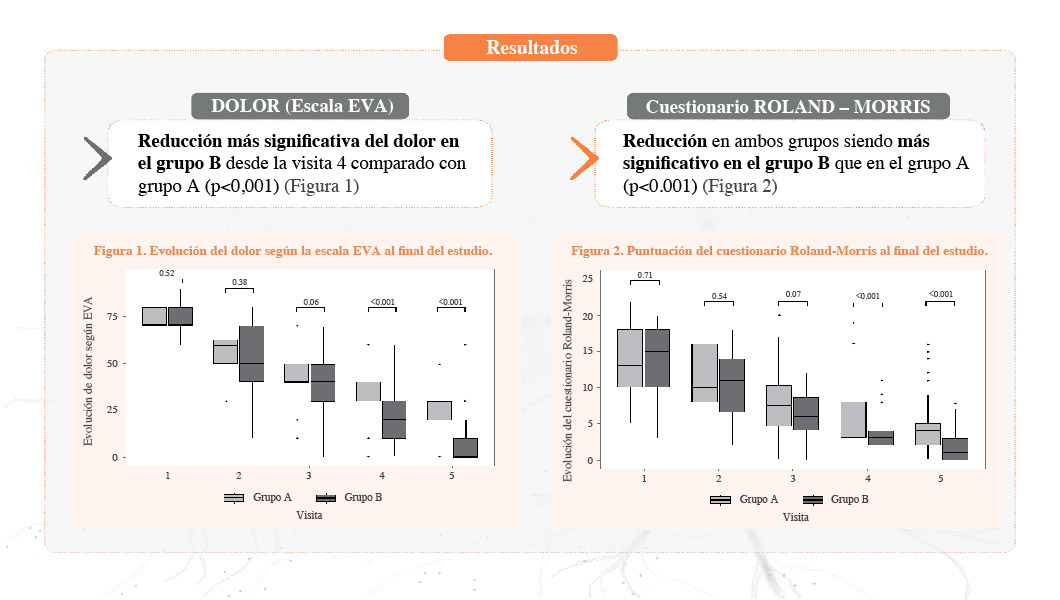 Resultados
DOLOR (Escala EVA)
Reducción más significativa del dolor en
el grupo B desde la visita 4 comparado con
grupo A (p<0,001) (Figura 1)
Cuestionario ROLAND – MORRIS
Reducción en ambos grupos siendo más
significativo en el grupo B que en el grupo A
(p<0.001) (Figura 2)
Figura 1. Evolución del dolor según la escala EVA al final del estudio.
Evolución de dolor según EVA
0.52
0.38
0.06
<0.001
<0.001
75
50
25
0
1 2 3 4 5
Grupo A Grupo B
Visita
Figura 2. Puntuación del cuestionario Roland-Morris al final del estudio.
Evolución del cuestionario Roland-Morris
0.71
0.54
0.07
<0.001
<0.001
25
20
15
10
5
0
1 2 3 4 5
Grupo A Grupo B
Visita